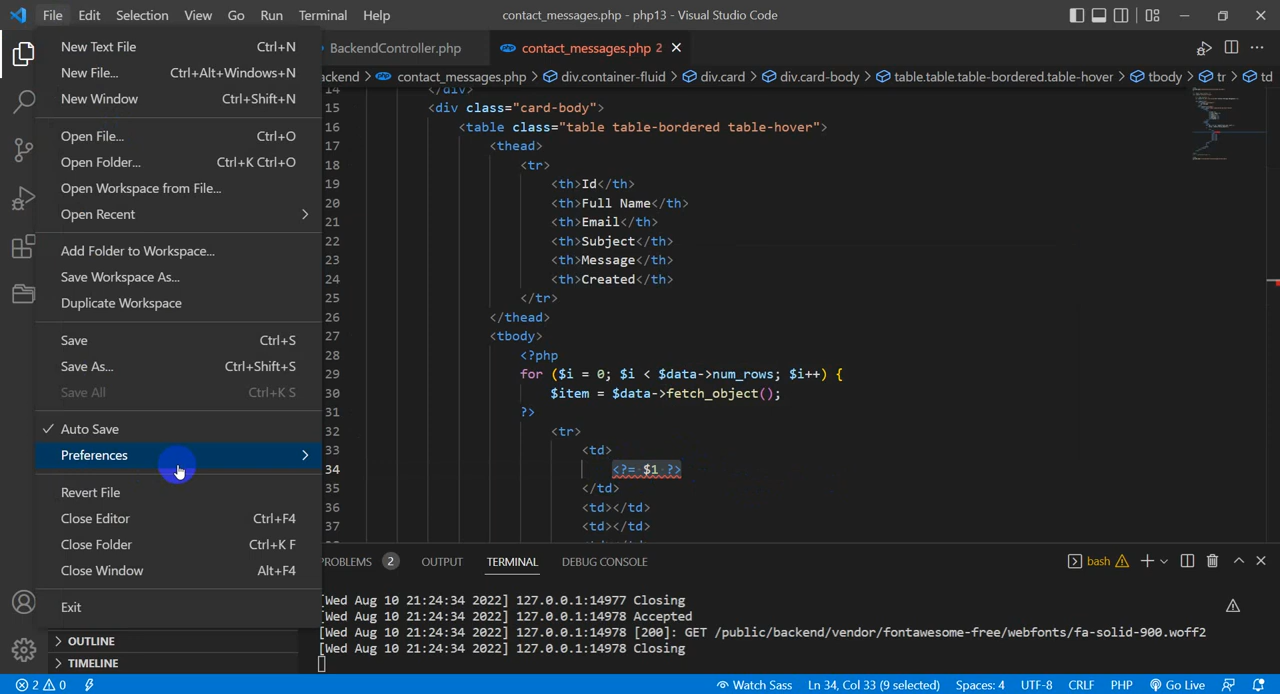 File Edit Selection View Go Run Terminal Help contact_messages.php - php13 - Visual Studio Code
New Text File Ctrl+N
New File... Ctrl+Alt+Windows+N
New Window Ctrl+Shift+N
Open File... Ctrl+O
Open Folder... Ctrl+K Ctrl+O
Open Workspace from File...
Open Recent
Add Folder to Workspace...
Save Workspace As...
Duplicate Workspace
Save Ctrl+S
Save As... Ctrl+Shift+S
Save All Ctrl+K S
Auto Save
Preferences
Revert File
Close Editor Ctrl+F4
Close Folder Ctrl+K F
Close Window Alt+F4
Exit
OUTLINE
TIMELINE
BackendController.php contact_messages.php 2
ackend > contact_messages.php > div.container-fluid > div.card > div.card-body > table.table.table-bordered.table-hover > tbody > tr > td
14 </div>
15 <div class="card-body">
16 <table class="table table-bordered table-hover">
17 <thead>
18 <tr>
19 <th>Id</th>
20 <th>Full Name</th>
21 <th>Email</th>
22 <th>Subject</th>
23 <th>Message</th>
24 <th>Created</th>
25 </tr>
26 </thead>
27 <tbody>
28 <?php
29 for ($i = 0; $i < $data->num_rows; $i++) {
30 $item = $data->fetch_object();
31 ?>
32 <tr>
33 <td>
34 <?= $1 ?>
35 </td>
36 <td></td>
37 <td></td>
ROBLEMS 2 OUTPUT TERMINAL DEBUG CONSOLE bash
[Wed Aug 10 21:24:34 2022] 127.0.0.1:14977 Closing
[Wed Aug 10 21:24:34 2022] 127.0.0.1:14978 Accepted
[Wed Aug 10 21:24:34 2022] 127.0.0.1:14978 [200]: GET /public/backend/vendor/fontawesome-free/webfonts/fa-solid-900.woff2
[Wed Aug 10 21:24:34 2022] 127.0.0.1:14978 Closing
2 0 Watch Sass Ln 34, Col 33 (9 selected) Spaces: 4 UTF-8 CRLF PHP Go Live